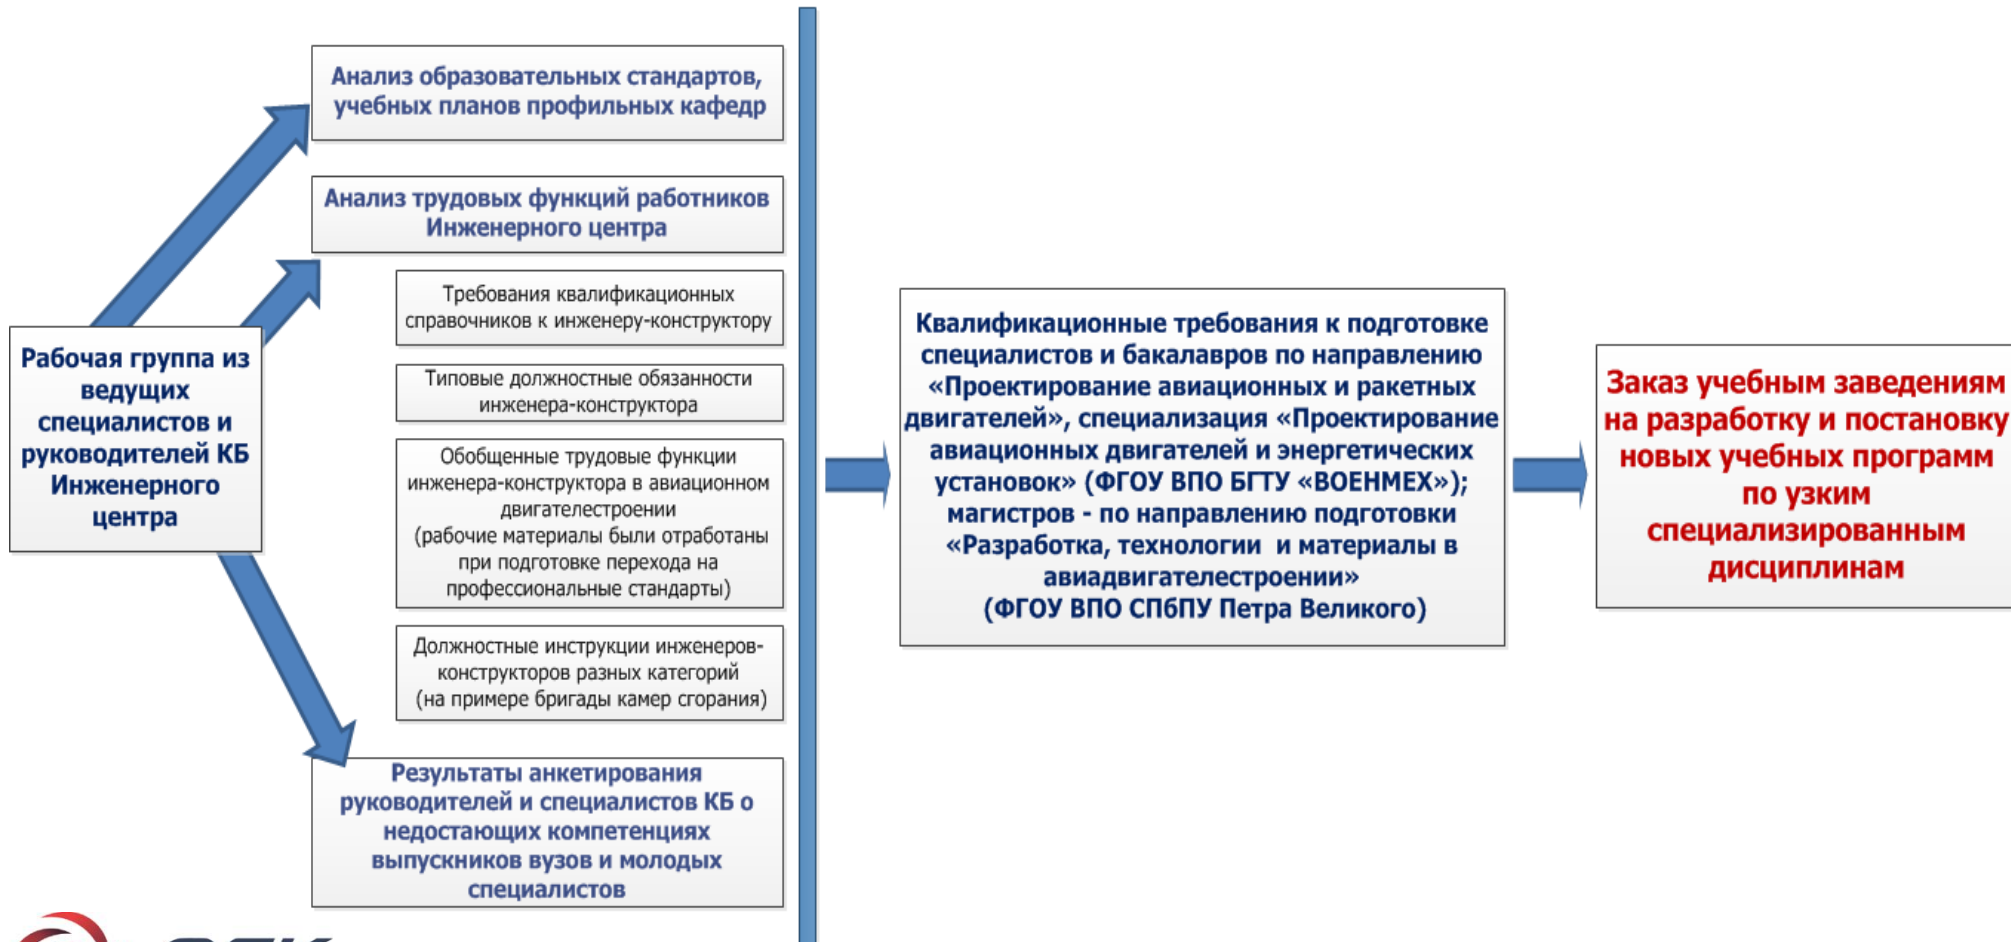 Анализ образовательных стандартов,
учебных планов профильных кафедр
Анализ трудовых функций работников
Инженерного центра
Требования квалификационных
справочников к инженеру-конструктору
Типовые должностные обязанности
инженера-конструктора
Обобщенные трудовые функции
инженера-конструктора в авиационном
двигателестроении
(рабочие материалы были отработаны
при подготовке перехода на
профессиональные стандарты)
Должностные инструкции инженеров-
конструкторов разных категорий
(на примере бригады камер сгорания)
Результаты анкетирования
руководителей и специалистов КБ о
недостающих компетенциях
выпускников вузов и молодых
специалистов
Рабочая группа из
ведущих
специалистов и
руководителей КБ
Инженерного
центра
Квалификационные требования к подготовке
специалистов и бакалавров по направлению
«Проектирование авиационных и ракетных
двигателей», специализация «Проектирование
авиационных двигателей и энергетических
установок» (ФГОУ ВПО БГТУ «ВОЕНМЕХ»);
магистров - по направлению подготовки
«Разработка, технологии и материалы в
авиадвигателестроении»
(ФГОУ ВПО СПбПУ Петра Великого)
Заказ учебным заведениям
на разработку и постановку
новых учебных программ
по узким
специализированным
дисциплинам